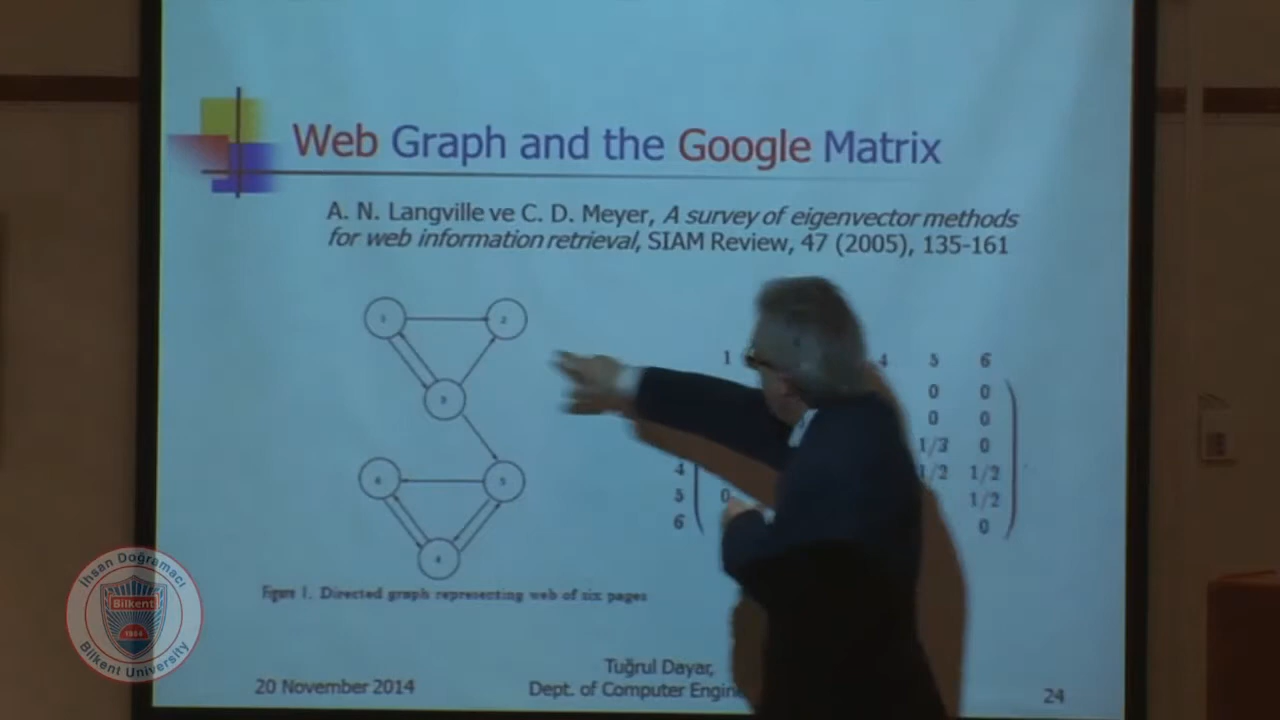 Web Graph and the Google Matrix
A. N. Langville ve C. D. Meyer, A survey of eigenvector methods
for web information retrieval, SIAM Review, 47 (2005), 135-161
1
2
3
6
5
4
1 4 5 6
0 0
0 0
1/3 0
4 1/2 1/2
5 0 1/2
6 0
Figure 1. Directed graph representing web of six pages
İhsan Doğramacı
Bilkent
1984
Bilkent University
20 November 2014
Tuğrul Dayar,
Dept. of Computer
24